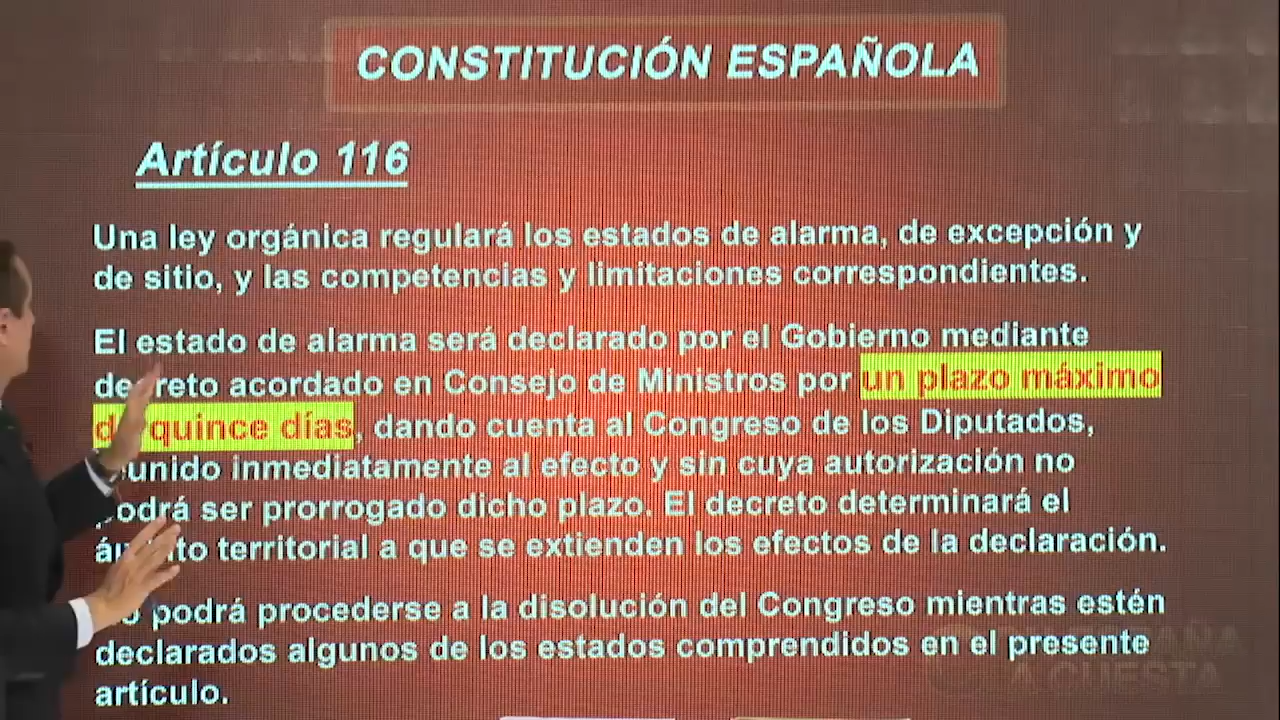 CONSTITUCIÓN ESPAÑOLA
Artículo 116
Una ley orgánica regulará los estados de alarma, de excepción y
de sitio, y las competencias y limitaciones correspondientes.
El estado de alarma será declarado por el Gobierno mediante
decreto acordado en Consejo de Ministros por un plazo máximo
de quince días, dando cuenta al Congreso de los Diputados,
reunido inmediatamente al efecto y sin cuya autorización no
podrá ser prorrogado dicho plazo. El decreto determinará el
ámbito territorial a que se extienden los efectos de la declaración.
No podrá procederse a la disolución del Congreso mientras estén
declarados algunos de los estados comprendidos en el presente
artículo.
A CUESTA